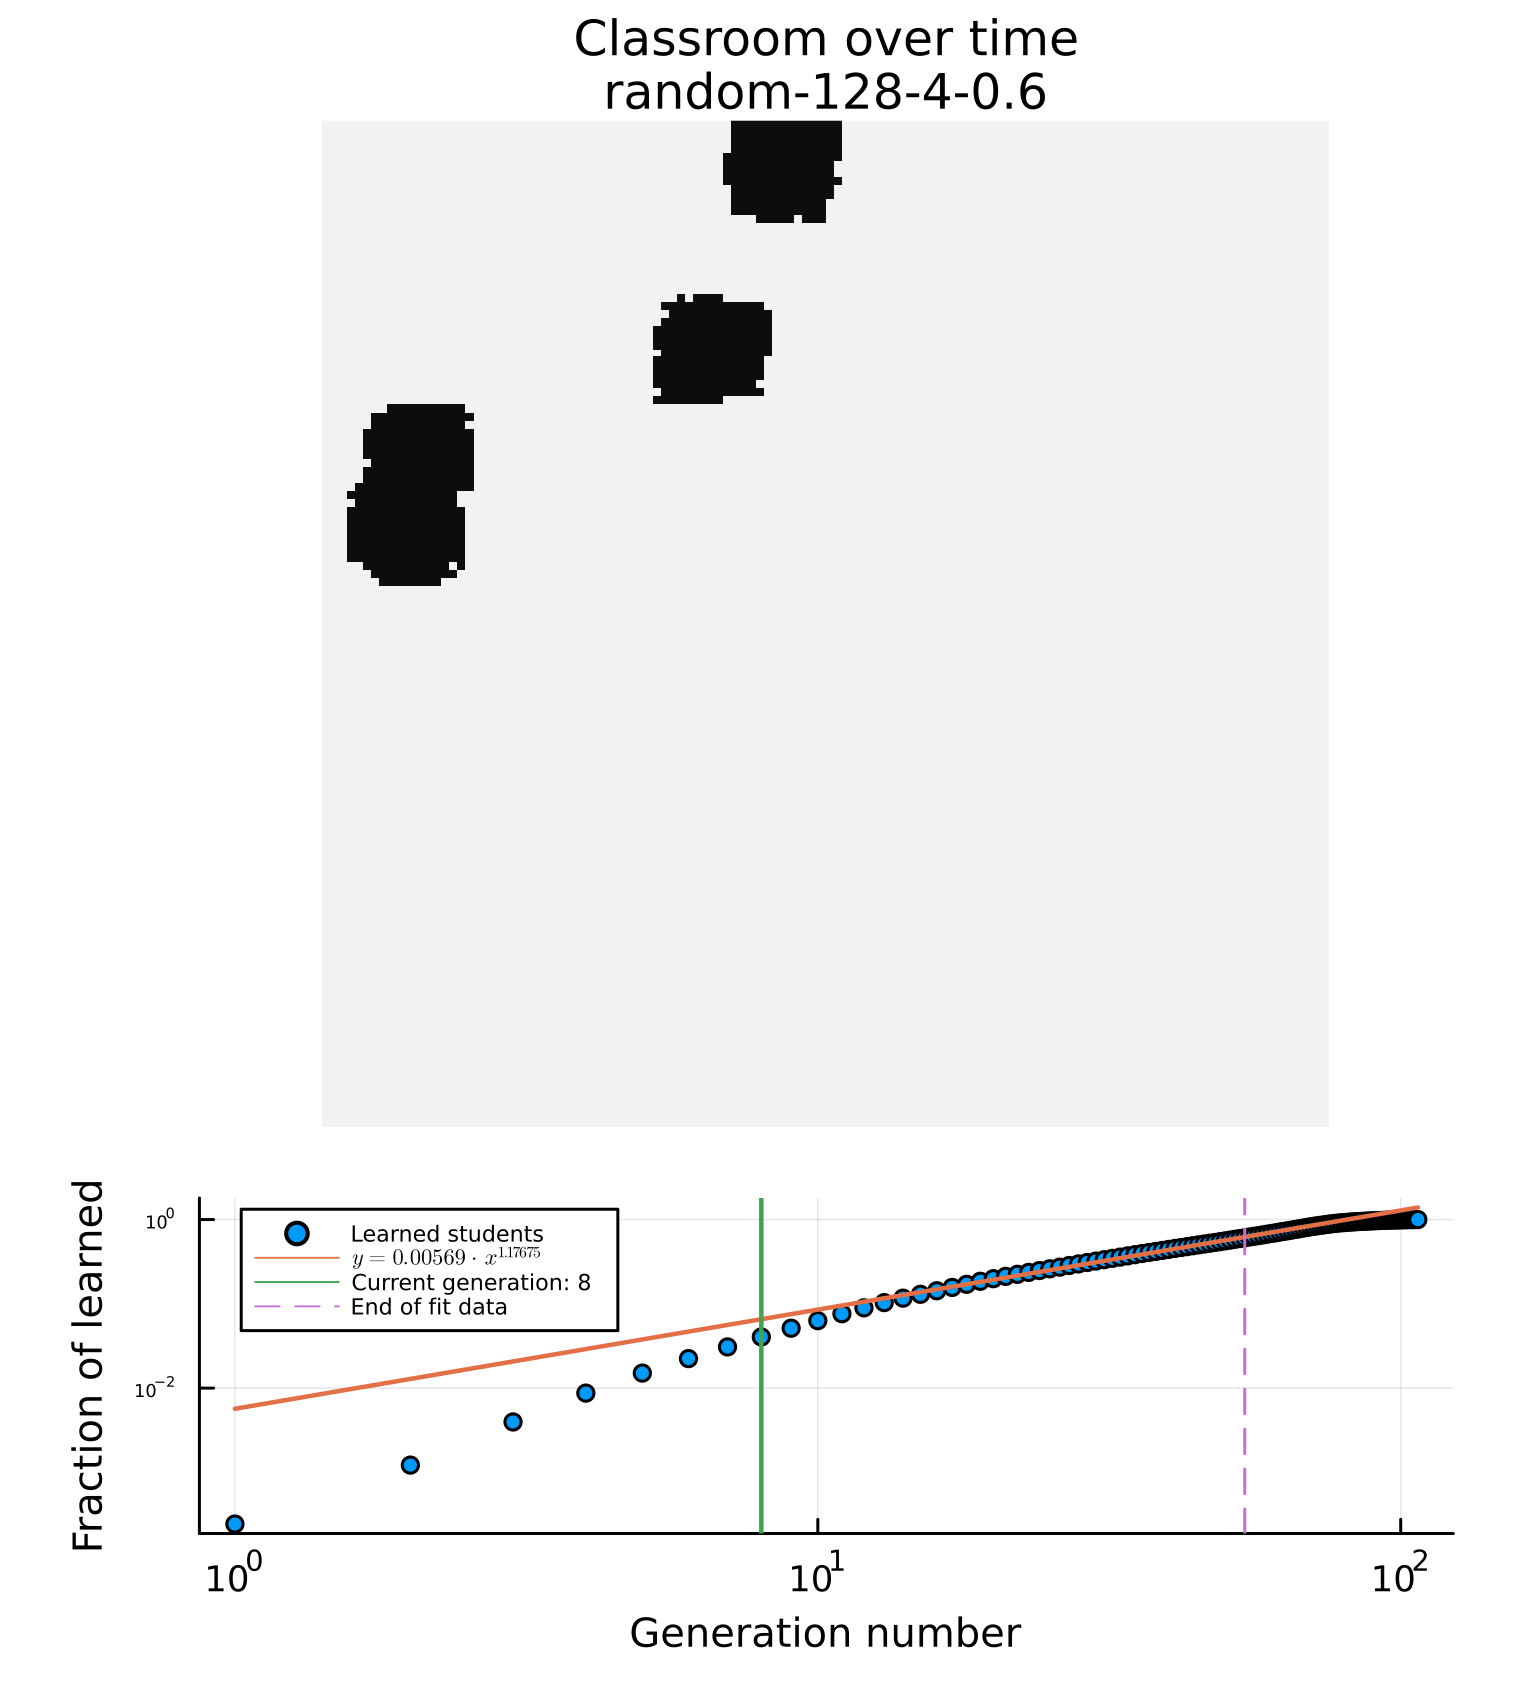 Classroom over time
random-128-4-0.6
Fraction of learned
10^0
10^-2
Learned students
y = 0.00569 · x^1.17675
Current generation: 8
End of fit data
10^0
10^1
10^2
Generation number